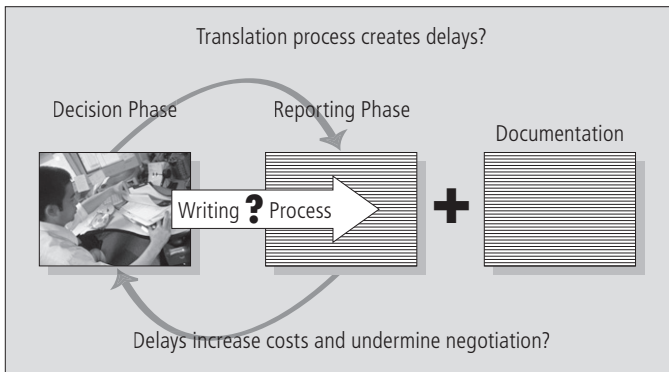 Translation process creates delays?
Decision Phase
Reporting Phase
Documentation
Writing ? Process
+
Delays increase costs and undermine negotiation?